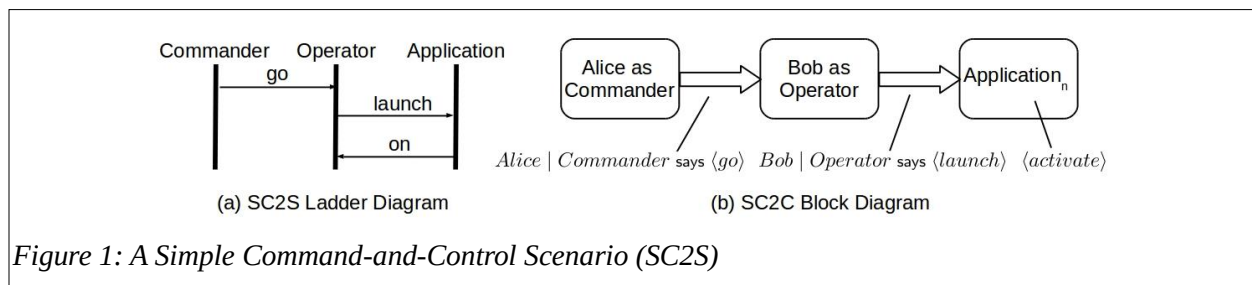 Commander Operator Application
go
launch
on
(a) SC2S Ladder Diagram
Alice as
Commander
Bob as
Operator
Application n
Alice | Commander says ⟨go⟩ Bob | Operator says ⟨launch⟩ ⟨activate⟩
(b) SC2C Block Diagram
Figure 1: A Simple Command-and-Control Scenario (SC2S)